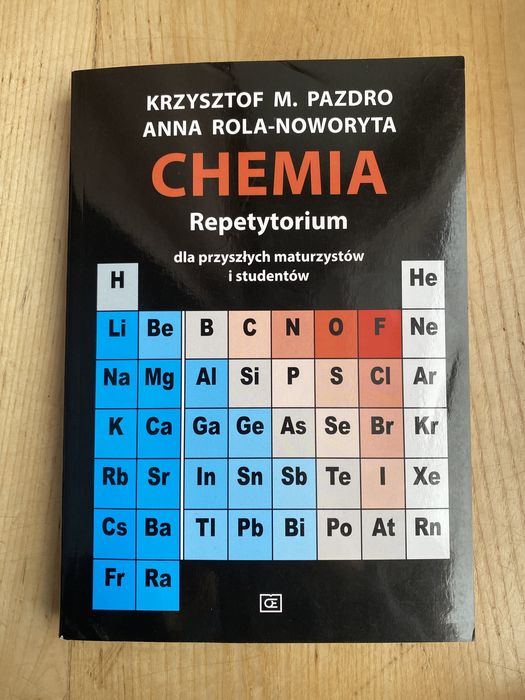 KRZYSZTOF M. PAZDRO
ANNA ROLA-NOWORYTA
CHEMIA
Repetytorium
dla przyszłych maturzystów
i studentów
H He
Li Be B C N O F Ne
Na Mg Al Si P S Cl Ar
K Ca Ga Ge As Se Br Kr
Rb Sr In Sn Sb Te I Xe
Cs Ba Tl Pb Bi Po At Rn
Fr Ra